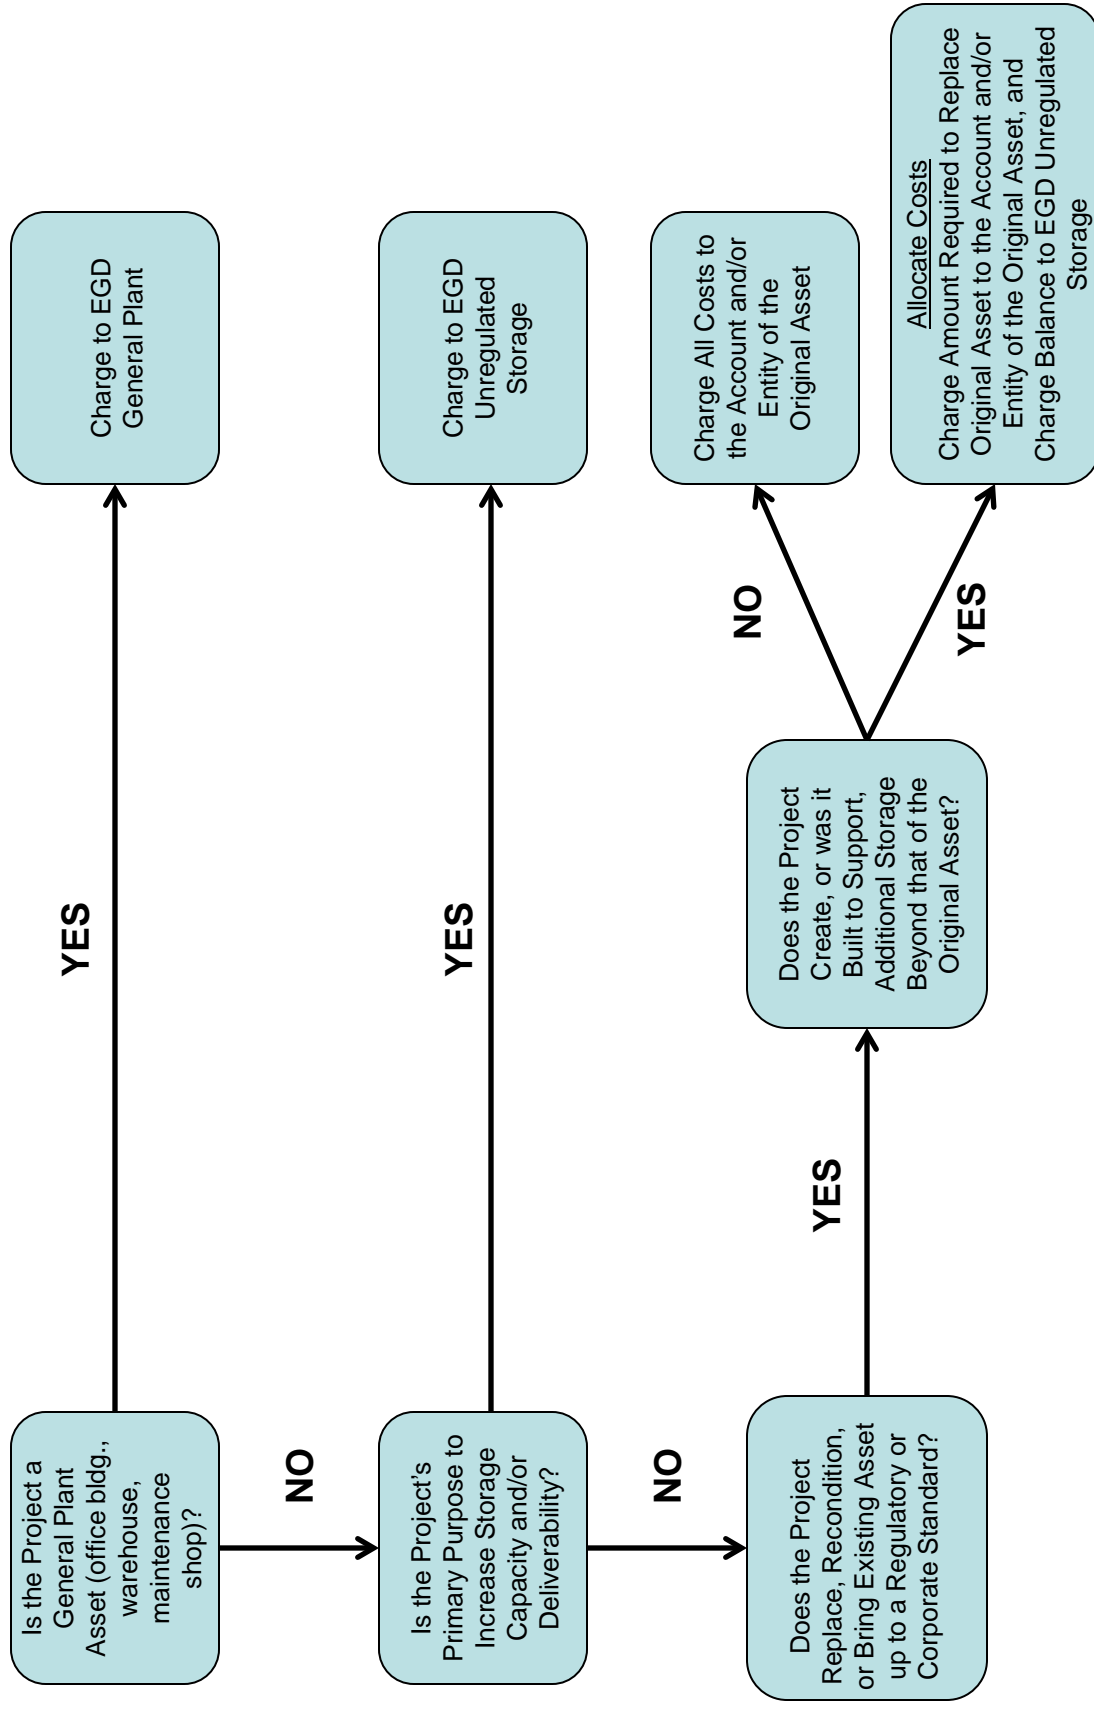 Is the Project a
General Plant
Asset (office bldg.,
warehouse,
maintenance
shop)?
YES
Charge to EGD
General Plant
NO
Is the Project's
Primary Purpose to
Increase Storage
Capacity and/or
Deliverability?
YES
Charge to EGD
Unregulated
Storage
NO
Does the Project
Replace, Recondition,
or Bring Existing Asset
up to a Regulatory or
Corporate Standard?
YES
Does the Project
Create, or was it
Built to Support,
Additional Storage
Beyond that of the
Original Asset?
NO
Charge All Costs to
the Account and/or
Entity of the
Original Asset
YES
Allocate Costs
Charge Amount Required to Replace
Original Asset to the Account and/or
Entity of the Original Asset, and
Charge Balance to EGD Unregulated
Storage